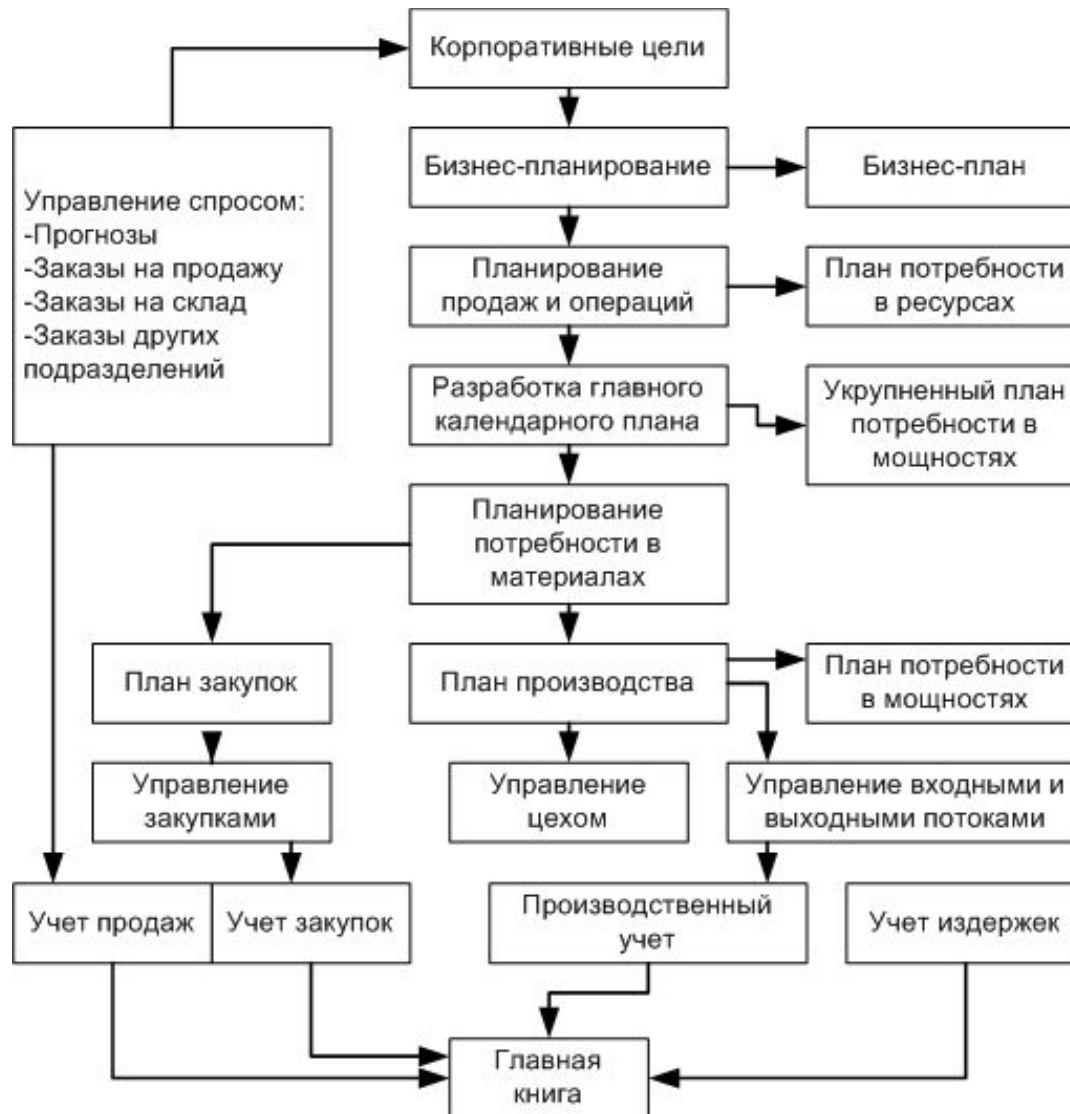 Корпоративные цели
Управление спросом:
-Прогнозы
-Заказы на продажу
-Заказы на склад
-Заказы других
подразделений
Бизнес-планирование
Бизнес-план
Планирование
продаж и операций
План потребности
в ресурсах
Разработка главного
календарного плана
Укрупненный план
потребности в
мощностях
Планирование
потребности в
материалах
План закупок
План производства
План потребности
в мощностях
Управление
закупками
Управление
цехом
Управление входными и
выходными потоками
Учет продаж
Учет закупок
Производственный
учет
Учет издержек
Главная
книга